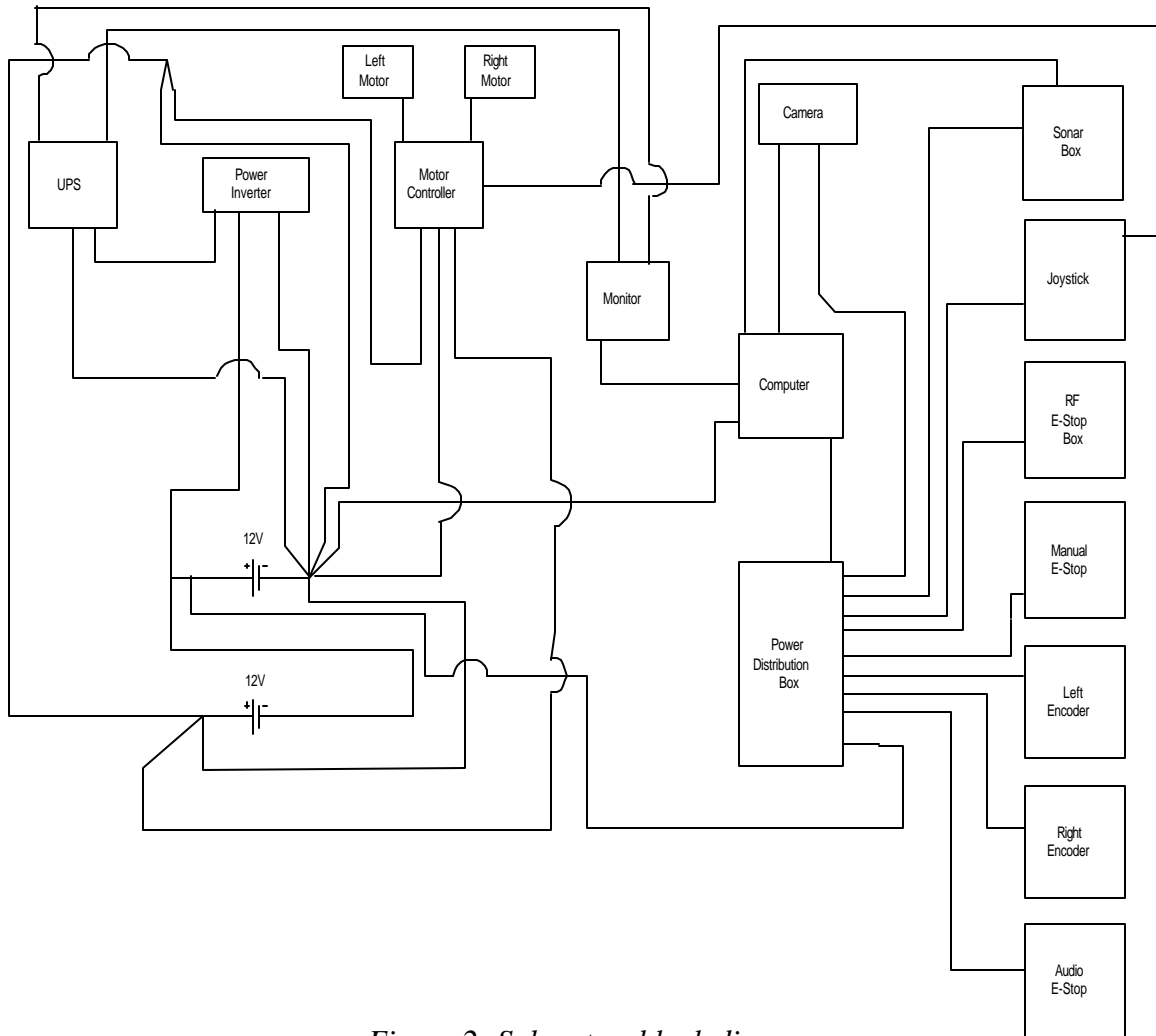 Left
Motor
Right
Motor
Camera
Sonar
Box
UPS
Power
Inverter
Motor
Controller
Joystick
Monitor
Computer
RF
E-Stop
Box
12V
+ -
Manual
E-Stop
Power
Distribution
Box
12V
+ -
Left
Encoder
Right
Encoder
Audio
E-Stop